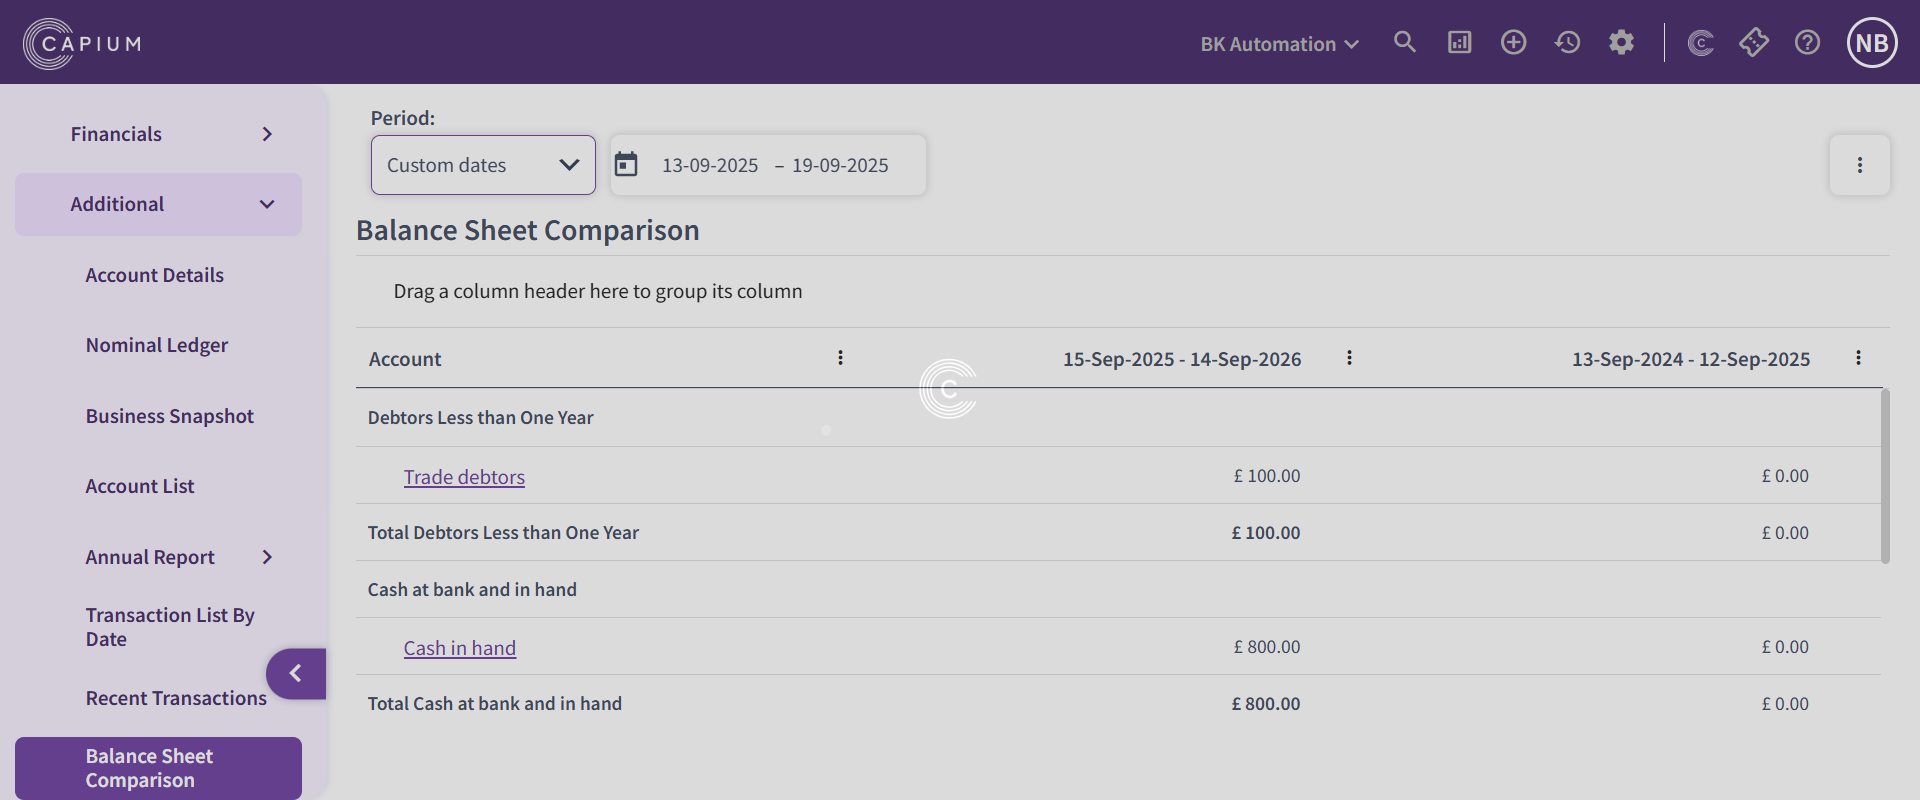 CAPIUM
BK Automation
NB
Financials
Additional
Account Details
Nominal Ledger
Business Snapshot
Account List
Annual Report
Transaction List By
Date
Recent Transactions
Balance Sheet
Comparison
Period:
Custom dates
13-09-2025 – 19-09-2025
Balance Sheet Comparison
Drag a column header here to group its column
Account 15-Sep-2025 - 14-Sep-2026 13-Sep-2024 - 12-Sep-2025
Debtors Less than One Year
Trade debtors £ 100.00 £ 0.00
Total Debtors Less than One Year £ 100.00 £ 0.00
Cash at bank and in hand
Cash in hand £ 800.00 £ 0.00
Total Cash at bank and in hand £ 800.00 £ 0.00